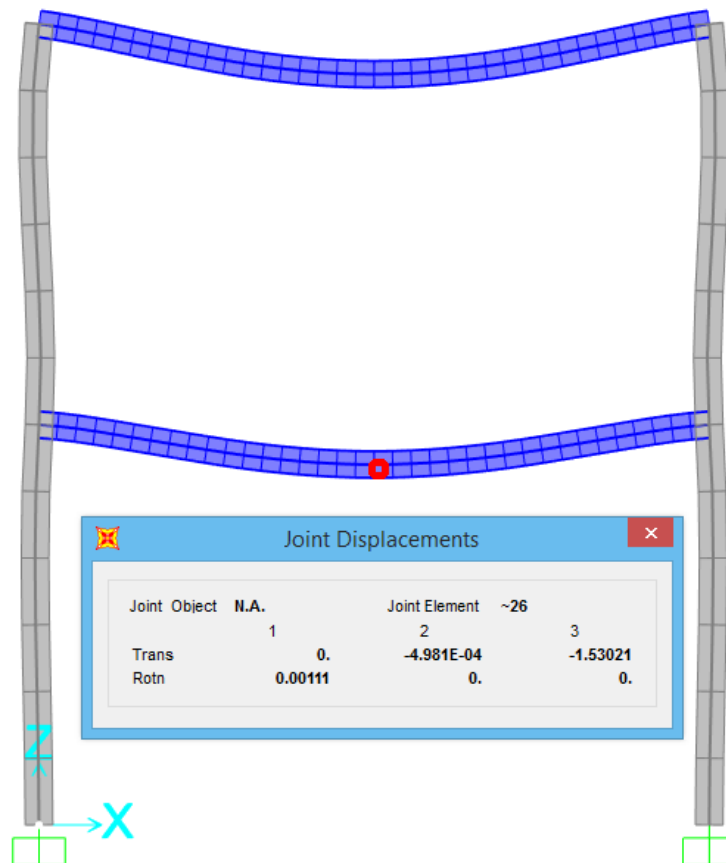 Joint Displacements
Joint Object N.A. Joint Element ~26
1 2 3
Trans 0. -4.981E-04 -1.53021
Rotn 0.00111 0. 0.
Z
X